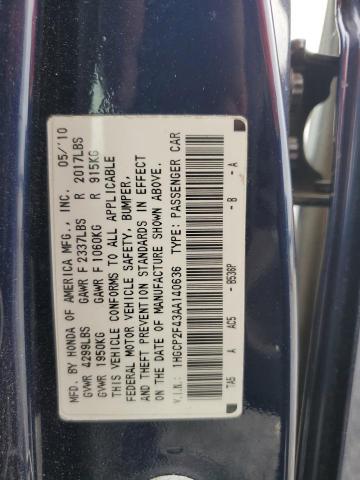 MFD. BY HONDA OF AMERICA MFG., INC. 05/'10
GVWR 4299LBS GAWR F 2337LBS R 2017LBS
GVWR 1950KG GAWR F 1060KG R 915KG
THIS VEHICLE CONFORMS TO ALL APPLICABLE
FEDERAL MOTOR VEHICLE SAFETY, BUMPER,
AND THEFT PREVENTION STANDARDS IN EFFECT
ON THE DATE OF MANUFACTURE SHOWN ABOVE.
V.I.N.: 1HGCP2F43AA140636 TYPE: PASSENGER CAR
TA5 A AC5 - B536P - B - A